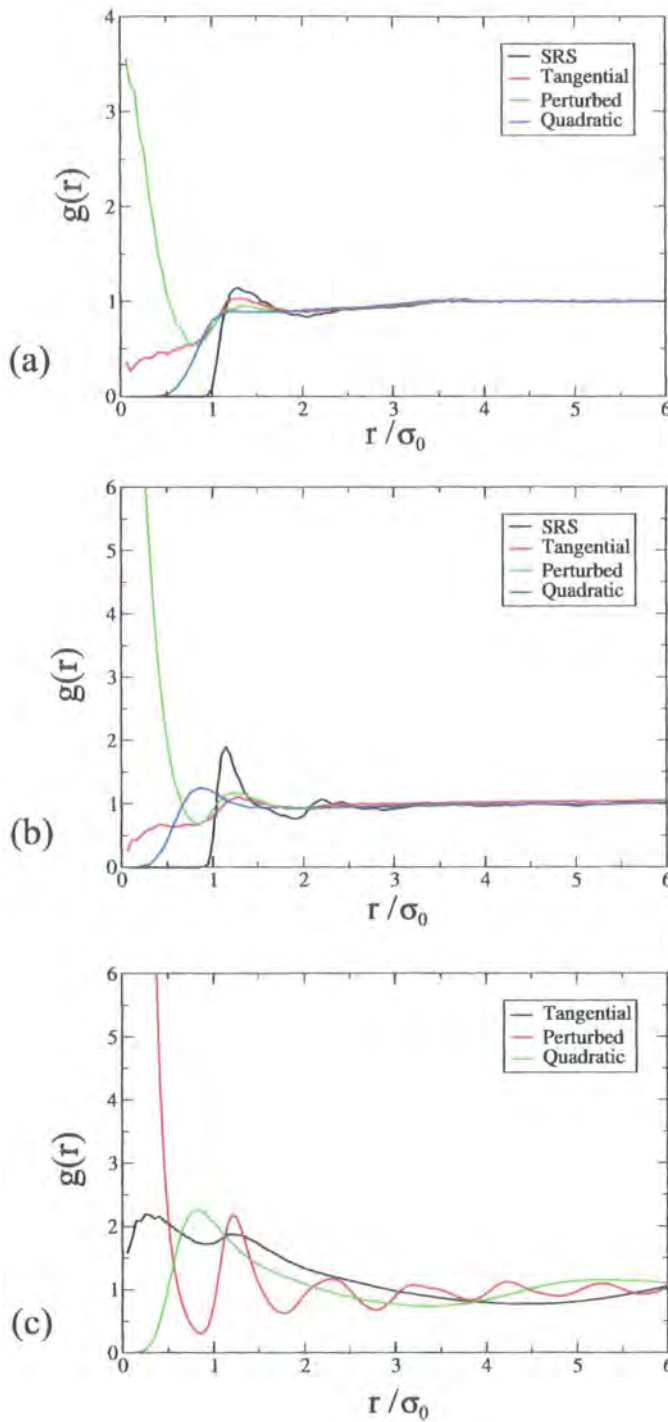 4
3
2
1
0
g(r)
SRS
Tangential
Perturbed
Quadratic
(a)
0 1 2 3 4 5 6
r/σ₀
6
5
4
3
2
1
0
g(r)
SRS
Tangential
Perturbed
Quadratic
(b)
0 1 2 3 4 5 6
r/σ₀
6
5
4
3
2
1
0
g(r)
Tangential
Perturbed
Quadratic
(c)
0 1 2 3 4 5 6
r/σ₀